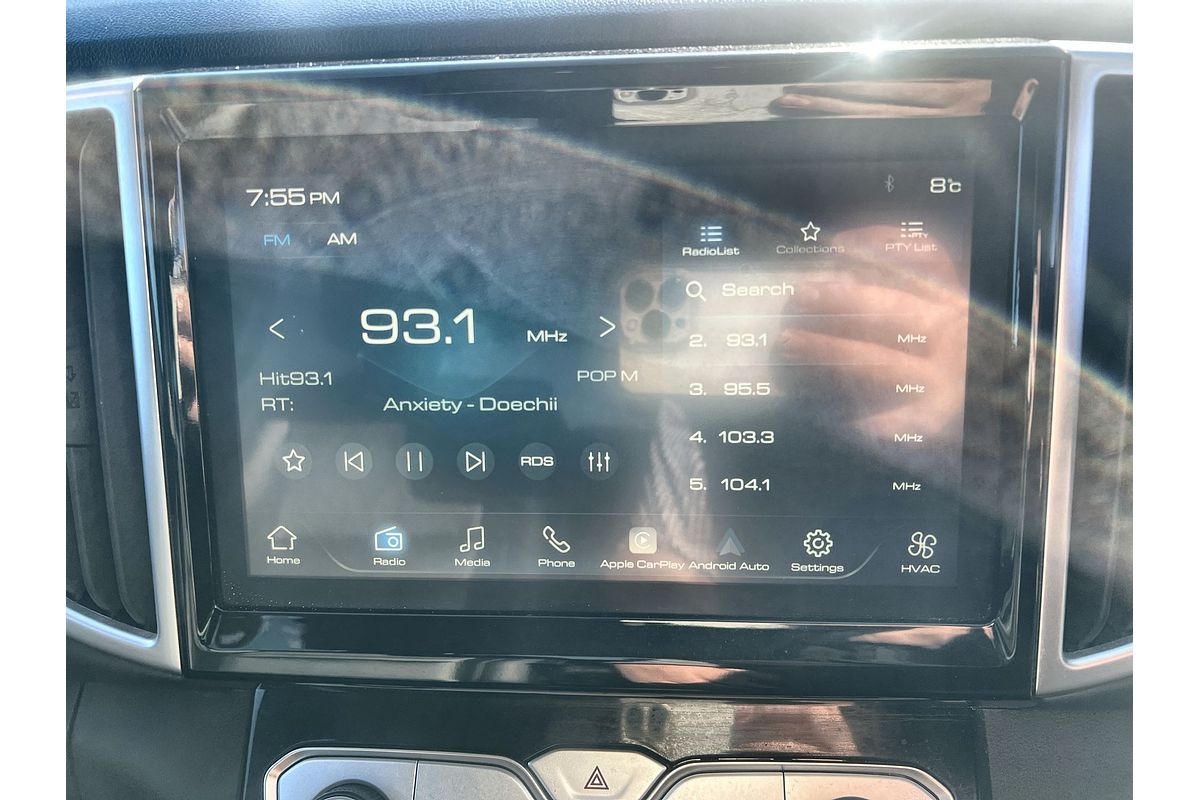 7:55 PM
8°c
FM AM
RadioList Collections PTY List
Search
93.1 MHz
2. 93.1 MHz
Hit93.1 POP M
3. 95.5 MHz
RT: Anxiety - Doechii
4. 103.3 MHz
RDS
5. 104.1 MHz
Home Radio Media Phone Apple CarPlay Android Auto Settings HVAC